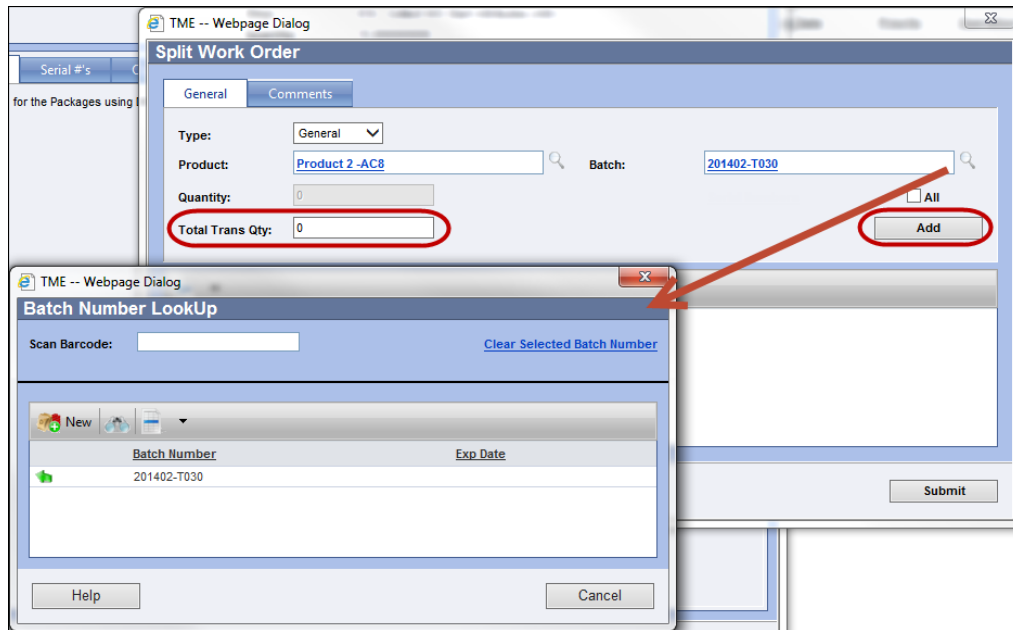 TME -- Webpage Dialog
Split Work Order
Serial #'s
General Comments
for the Packages using
Type: General
Product: Product 2 -AC8 Batch: 201402-T030
Quantity: 0 All
Total Trans Qty: 0 Add
TME -- Webpage Dialog
Batch Number LookUp
Scan Barcode: Clear Selected Batch Number
New
Batch Number Exp Date
201402-T030
Submit
Help Cancel